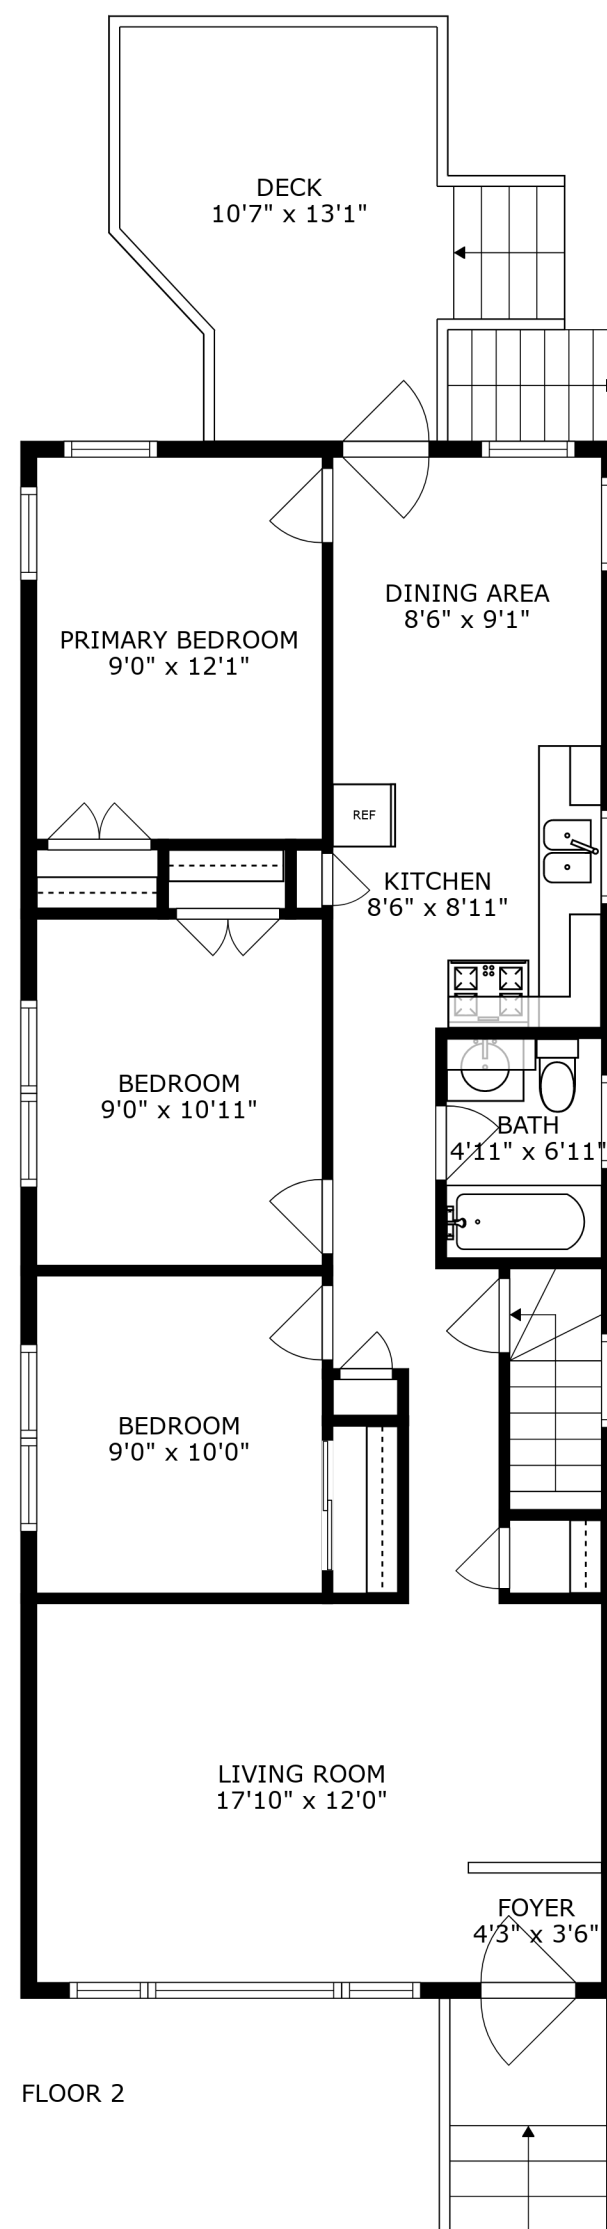 DECK
10'7" x 13'1"
DINING AREA
8'6" x 9'1"
PRIMARY BEDROOM
9'0" x 12'1"
REF
KITCHEN
8'6" x 8'11"
BEDROOM
9'0" x 10'11"
BATH
4'11" x 6'11"
BEDROOM
9'0" x 10'0"
LIVING ROOM
17'10" x 12'0"
FOYER
4'3" x 3'6"
FLOOR 2